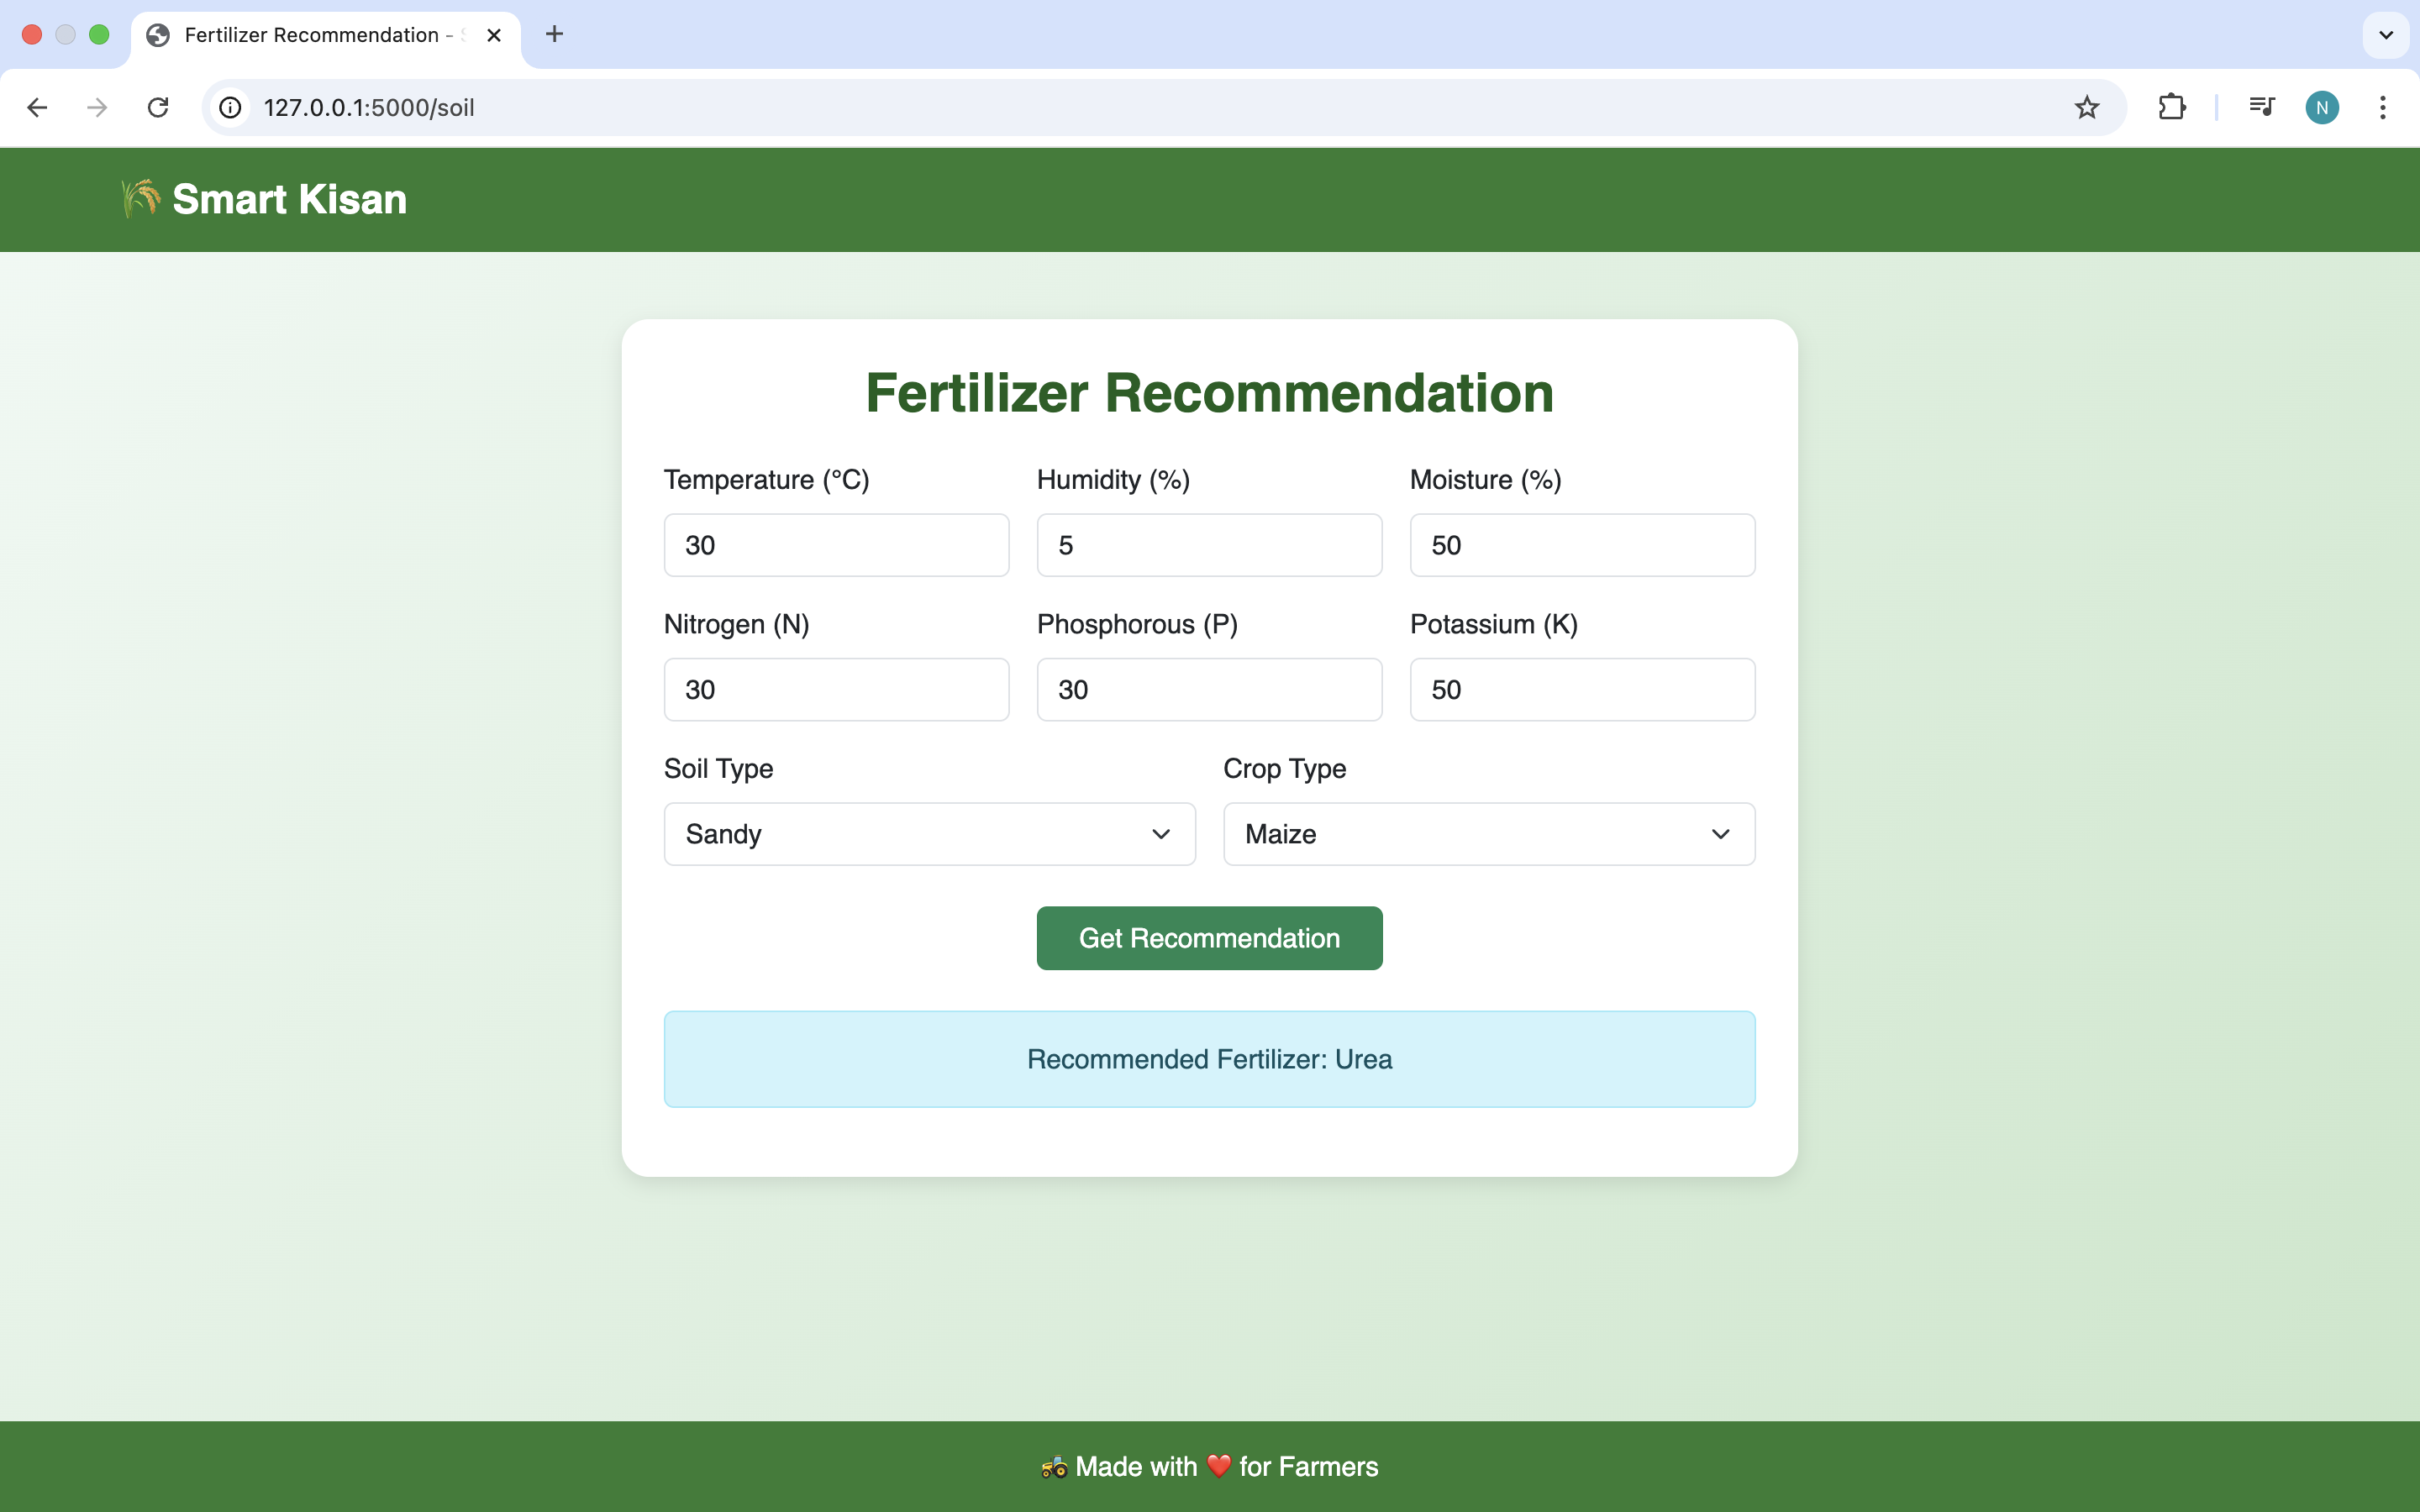 Fertilizer Recommendation -
127.0.0.1:5000/soil
N
Smart Kisan
Fertilizer Recommendation
Temperature (°C) Humidity (%) Moisture (%)
30 5 50
Nitrogen (N) Phosphorous (P) Potassium (K)
30 30 50
Soil Type Crop Type
Sandy Maize
Get Recommendation
Recommended Fertilizer: Urea
🚜 Made with ❤️ for Farmers